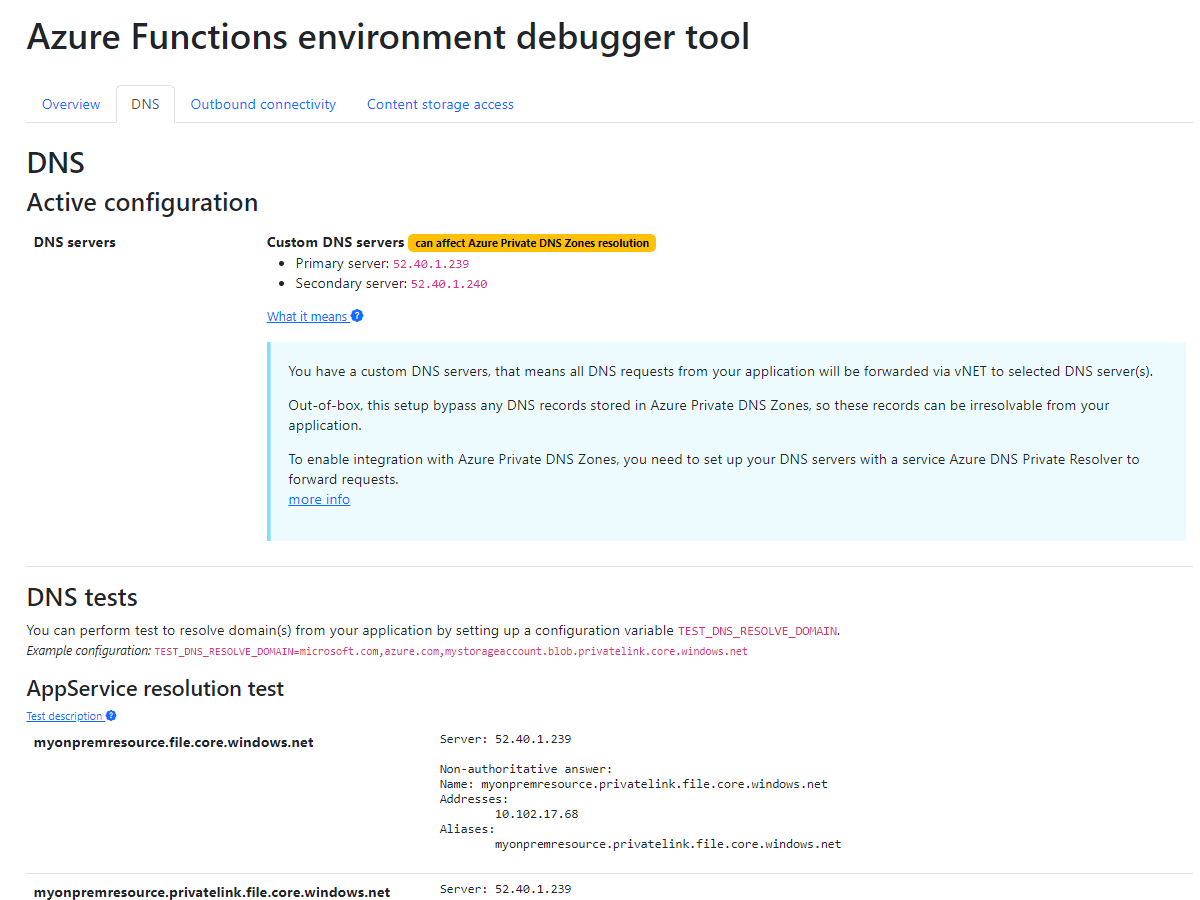 Azure Functions environment debugger tool
Overview DNS Outbound connectivity Content storage access
DNS
Active configuration
DNS servers
Custom DNS servers can affect Azure Private DNS Zones resolution
Primary server: 52.40.1.239
Secondary server: 52.40.1.240
What it means ?
You have a custom DNS servers, that means all DNS requests from your application will be forwarded via vNET to selected DNS server(s).
Out-of-box, this setup bypass any DNS records stored in Azure Private DNS Zones, so these records can be irresolvable from your
application.
To enable integration with Azure Private DNS Zones, you need to set up your DNS servers with a service Azure DNS Private Resolver to
forward requests.
more info
DNS tests
You can perform test to resolve domain(s) from your application by setting up a configuration variable TEST_DNS_RESOLVE_DOMAIN.
Example configuration: TEST_DNS_RESOLVE_DOMAIN=microsoft.com,azure.com,mystorageaccount.blob.privatelink.core.windows.net
AppService resolution test
Test description ?
myonpremresource.file.core.windows.net
Server: 52.40.1.239
Non-authoritative answer:
Name: myonpremresource.privatelink.file.core.windows.net
Addresses:
10.102.17.68
Aliases:
myonpremresource.privatelink.file.core.windows.net
myonpremresource.privatelink.file.core.windows.net
Server: 52.40.1.239